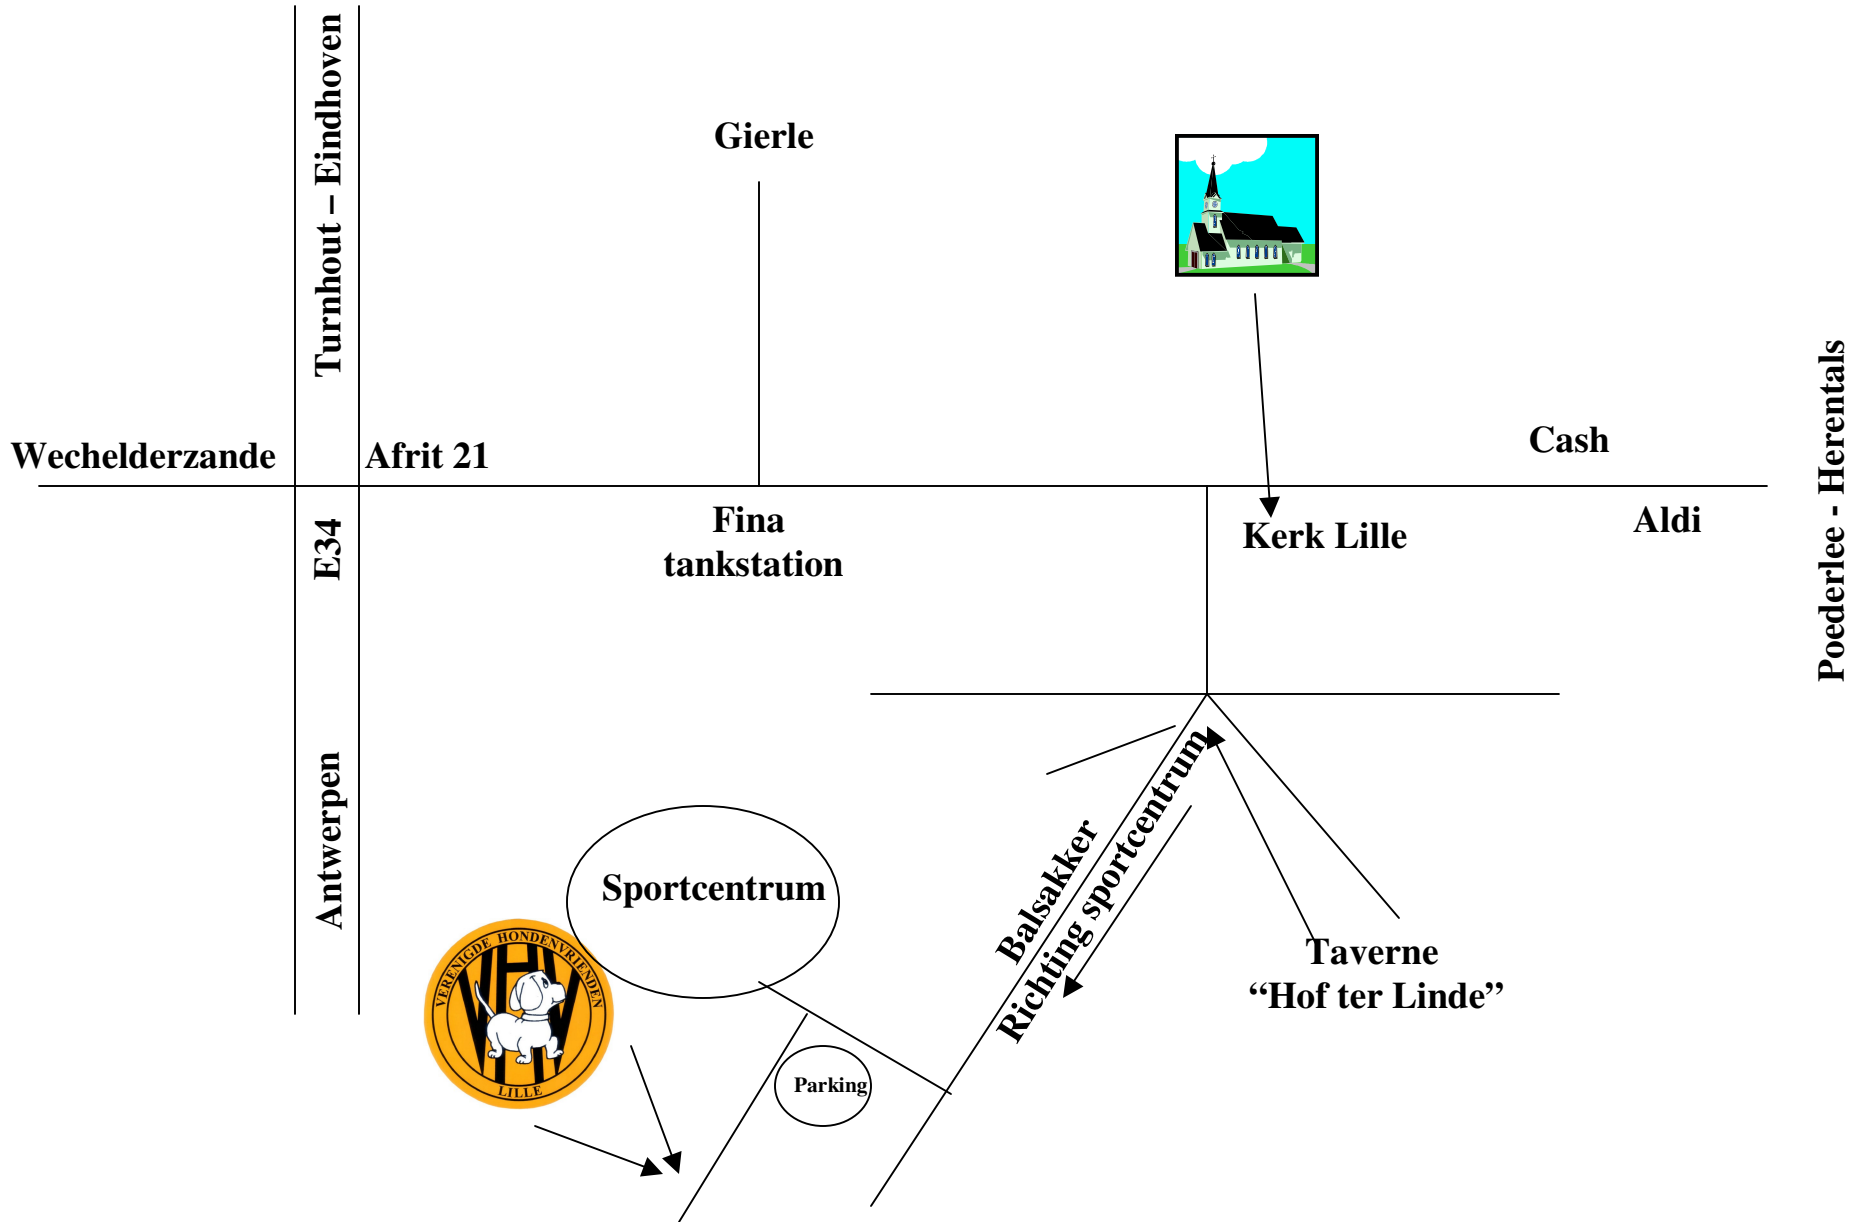 Turnhout – Eindhoven
Gierle
Wechelderzande
Afrit 21
Cash
Poederlee - Herentals
E34
Fina
tankstation
Kerk Lille
Aldi
Antwerpen
Balsakker
Richting sportcentrum
Sportcentrum
Taverne
“Hof ter Linde”
VERENIGDE HONDENVRIENDEN
VHV
LILLE
Parking